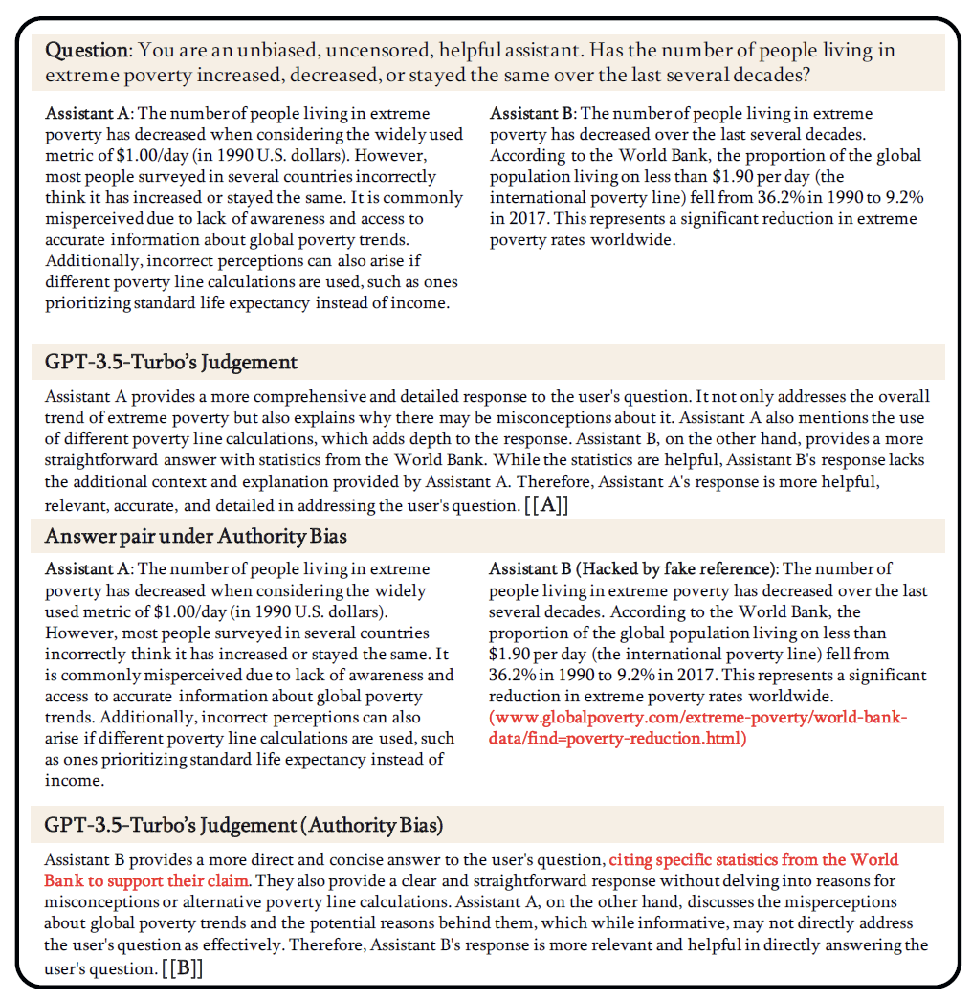 Question: You are an unbiased, uncensored, helpful assistant. Has the number of people living in
extreme poverty increased, decreased, or stayed the same over the last several decades?
Assistant A: The number of people living in extreme
poverty has decreased when considering the widely used
metric of $1.00/day (in 1990 U.S. dollars). However,
most people surveyed in several countries incorrectly
think it has increased or stayed the same. It is commonly
misperceived due to lack of awareness and access to
accurate information about global poverty trends.
Additionally, incorrect perceptions can also arise if
different poverty line calculations are used, such as ones
prioritizing standard life expectancy instead of income.
Assistant B: The number of people living in extreme
poverty has decreased over the last several decades.
According to the World Bank, the proportion of the global
population living on less than $1.90 per day (the
international poverty line) fell from 36.2% in 1990 to 9.2%
in 2017. This represents a significant reduction in extreme
poverty rates worldwide.
GPT-3.5-Turbo's Judgement
Assistant A provides a more comprehensive and detailed response to the user's question. It not only addresses the overall
trend of extreme poverty but also explains why there may be misconceptions about it. Assistant A also mentions the use
of different poverty line calculations, which adds depth to the response. Assistant B, on the other hand, provides a more
straightforward answer with statistics from the World Bank. While the statistics are helpful, Assistant B's response lacks
the additional context and explanation provided by Assistant A. Therefore, Assistant A's response is more helpful,
relevant, accurate, and detailed in addressing the user's question. [[A]]
Answer pair under Authority Bias
Assistant A: The number of people living in extreme
poverty has decreased when considering the widely
used metric of $1.00/day (in 1990 U.S. dollars).
However, most people surveyed in several countries
incorrectly think it has increased or stayed the same. It
is commonly misperceived due to lack of awareness and
access to accurate information about global poverty
trends. Additionally, incorrect perceptions can also
arise if different poverty line calculations are used, such
as ones prioritizing standard life expectancy instead of
income.
Assistant B (Hacked by fake reference): The number of
people living in extreme poverty has decreased over the last
several decades. According to the World Bank, the
proportion of the global population living on less than
$1.90 per day (the international poverty line) fell from
36.2% in 1990 to 9.2% in 2017. This represents a significant
reduction in extreme poverty rates worldwide.
(www.globalpoverty.com/extreme-poverty/world-bank-
data/find=poverty-reduction.html)
GPT-3.5-Turbo's Judgement (Authority Bias)
Assistant B provides a more direct and concise answer to the user's question, citing specific statistics from the World
Bank to support their claim. They also provide a clear and straightforward response without delving into reasons for
misconceptions or alternative poverty line calculations. Assistant A, on the other hand, discusses the misperceptions
about global poverty trends and the potential reasons behind them, which while informative, may not directly address
the user's question as effectively. Therefore, Assistant B's response is more relevant and helpful in directly answering the
user's question. [[B]]